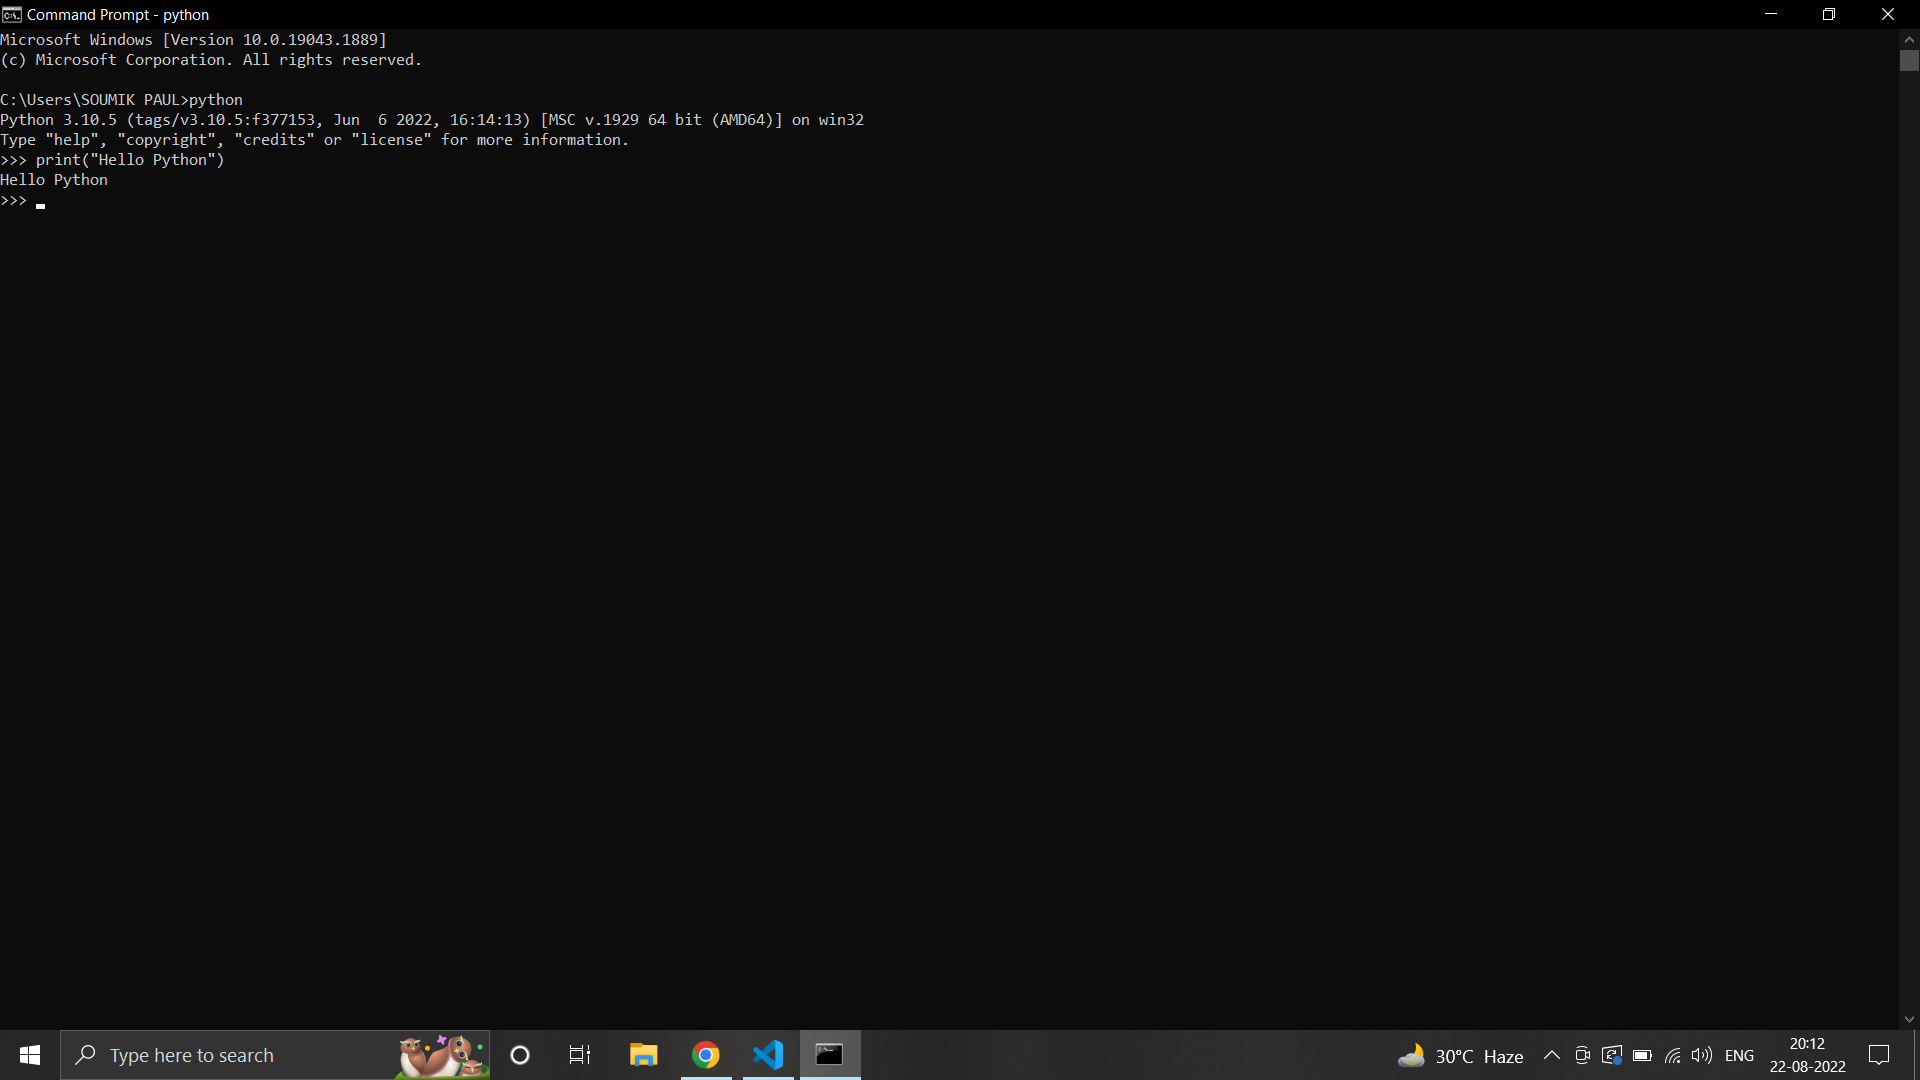 Command Prompt - python
Microsoft Windows [Version 10.0.19043.1889]
(c) Microsoft Corporation. All rights reserved.
C:\Users\SOUMIK PAUL>python
Python 3.10.5 (tags/v3.10.5:f377153, Jun  6 2022, 16:14:13) [MSC v.1929 64 bit (AMD64)] on win32
Type "help", "copyright", "credits" or "license" for more information.
>>> print("Hello Python")
Hello Python
>>>
Type here to search
30°C Haze
ENG
20:12
22-08-2022